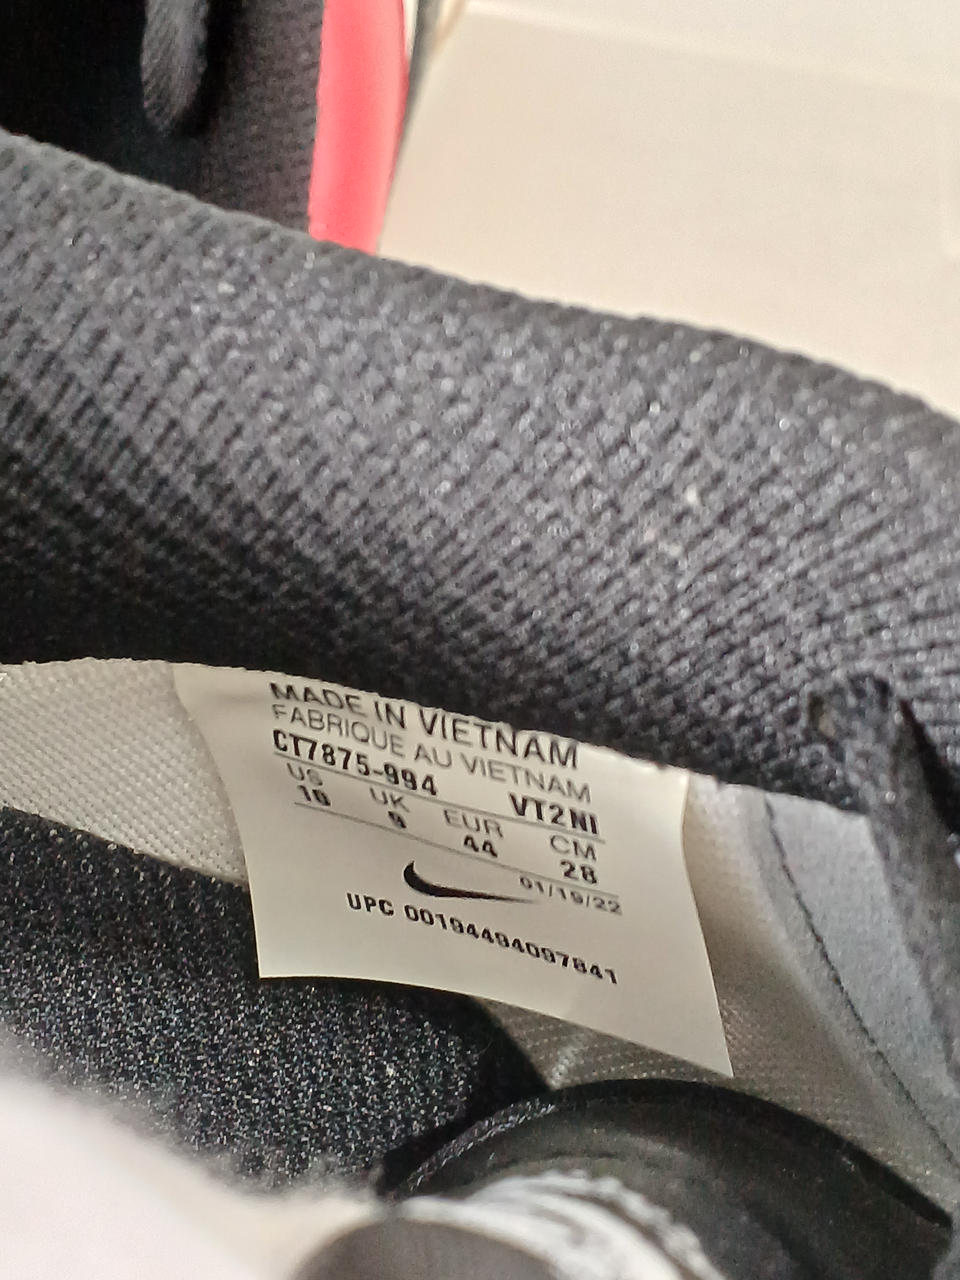 MADE IN VIETNAM
FABRIQUE AU VIETNAM
CT7875-994 VT2NI
US UK EUR CM
10 9 44 28
01/19/22
UPC 00194494097841